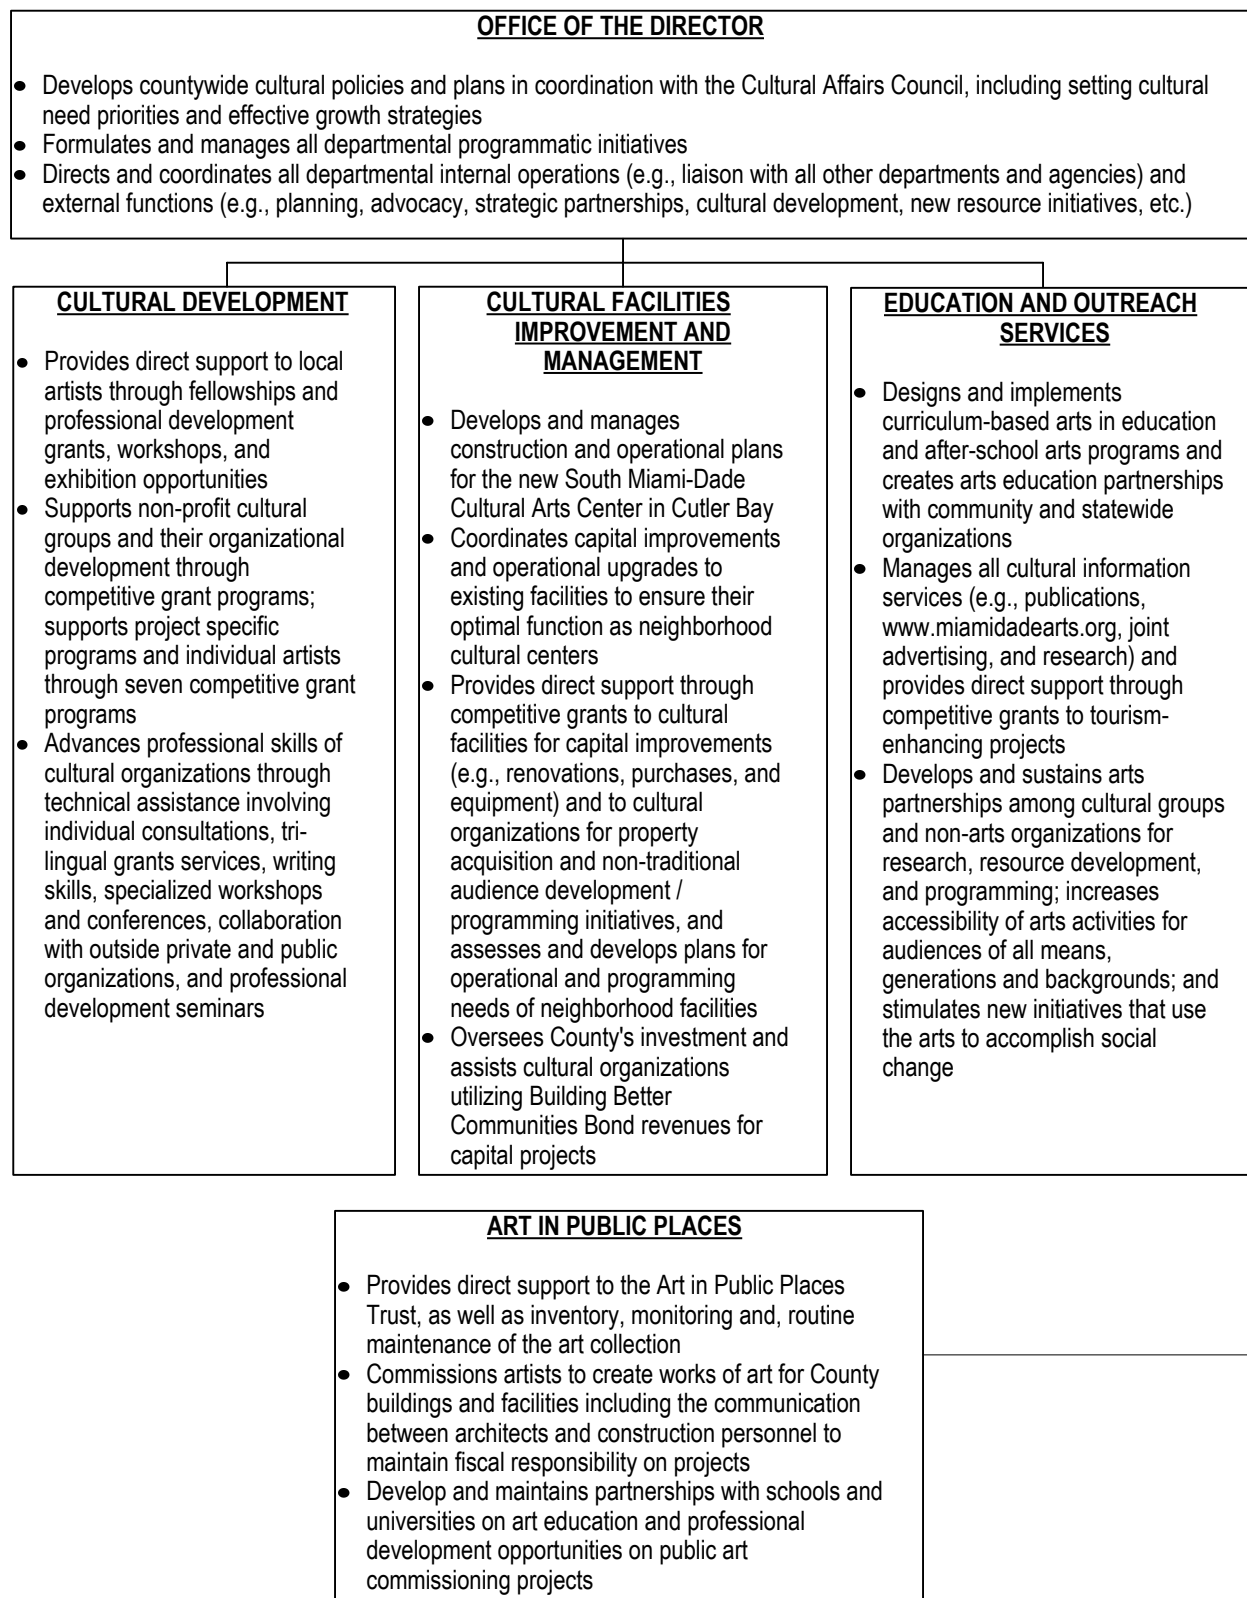 OFFICE OF THE DIRECTOR
• Develops countywide cultural policies and plans in coordination with the Cultural Affairs Council, including setting cultural
need priorities and effective growth strategies
• Formulates and manages all departmental programmatic initiatives
• Directs and coordinates all departmental internal operations (e.g., liaison with all other departments and agencies) and
external functions (e.g., planning, advocacy, strategic partnerships, cultural development, new resource initiatives, etc.)
CULTURAL DEVELOPMENT
• Provides direct support to local
artists through fellowships and
professional development
grants, workshops, and
exhibition opportunities
• Supports non-profit cultural
groups and their organizational
development through
competitive grant programs;
supports project specific
programs and individual artists
through seven competitive grant
programs
• Advances professional skills of
cultural organizations through
technical assistance involving
individual consultations, tri-
lingual grants services, writing
skills, specialized workshops
and conferences, collaboration
with outside private and public
organizations, and professional
development seminars
CULTURAL FACILITIES
IMPROVEMENT AND
MANAGEMENT
• Develops and manages
construction and operational plans
for the new South Miami-Dade
Cultural Arts Center in Cutler Bay
• Coordinates capital improvements
and operational upgrades to
existing facilities to ensure their
optimal function as neighborhood
cultural centers
• Provides direct support through
competitive grants to cultural
facilities for capital improvements
(e.g., renovations, purchases, and
equipment) and to cultural
organizations for property
acquisition and non-traditional
audience development /
programming initiatives, and
assesses and develops plans for
operational and programming
needs of neighborhood facilities
• Oversees County's investment and
assists cultural organizations
utilizing Building Better
Communities Bond revenues for
capital projects
EDUCATION AND OUTREACH
SERVICES
• Designs and implements
curriculum-based arts in education
and after-school arts programs and
creates arts education partnerships
with community and statewide
organizations
• Manages all cultural information
services (e.g., publications,
www.miamidadearts.org, joint
advertising, and research) and
provides direct support through
competitive grants to tourism-
enhancing projects
• Develops and sustains arts
partnerships among cultural groups
and non-arts organizations for
research, resource development,
and programming; increases
accessibility of arts activities for
audiences of all means,
generations and backgrounds; and
stimulates new initiatives that use
the arts to accomplish social
change
ART IN PUBLIC PLACES
• Provides direct support to the Art in Public Places
Trust, as well as inventory, monitoring and, routine
maintenance of the art collection
• Commissions artists to create works of art for County
buildings and facilities including the communication
between architects and construction personnel to
maintain fiscal responsibility on projects
• Develop and maintains partnerships with schools and
universities on art education and professional
development opportunities on public art
commissioning projects